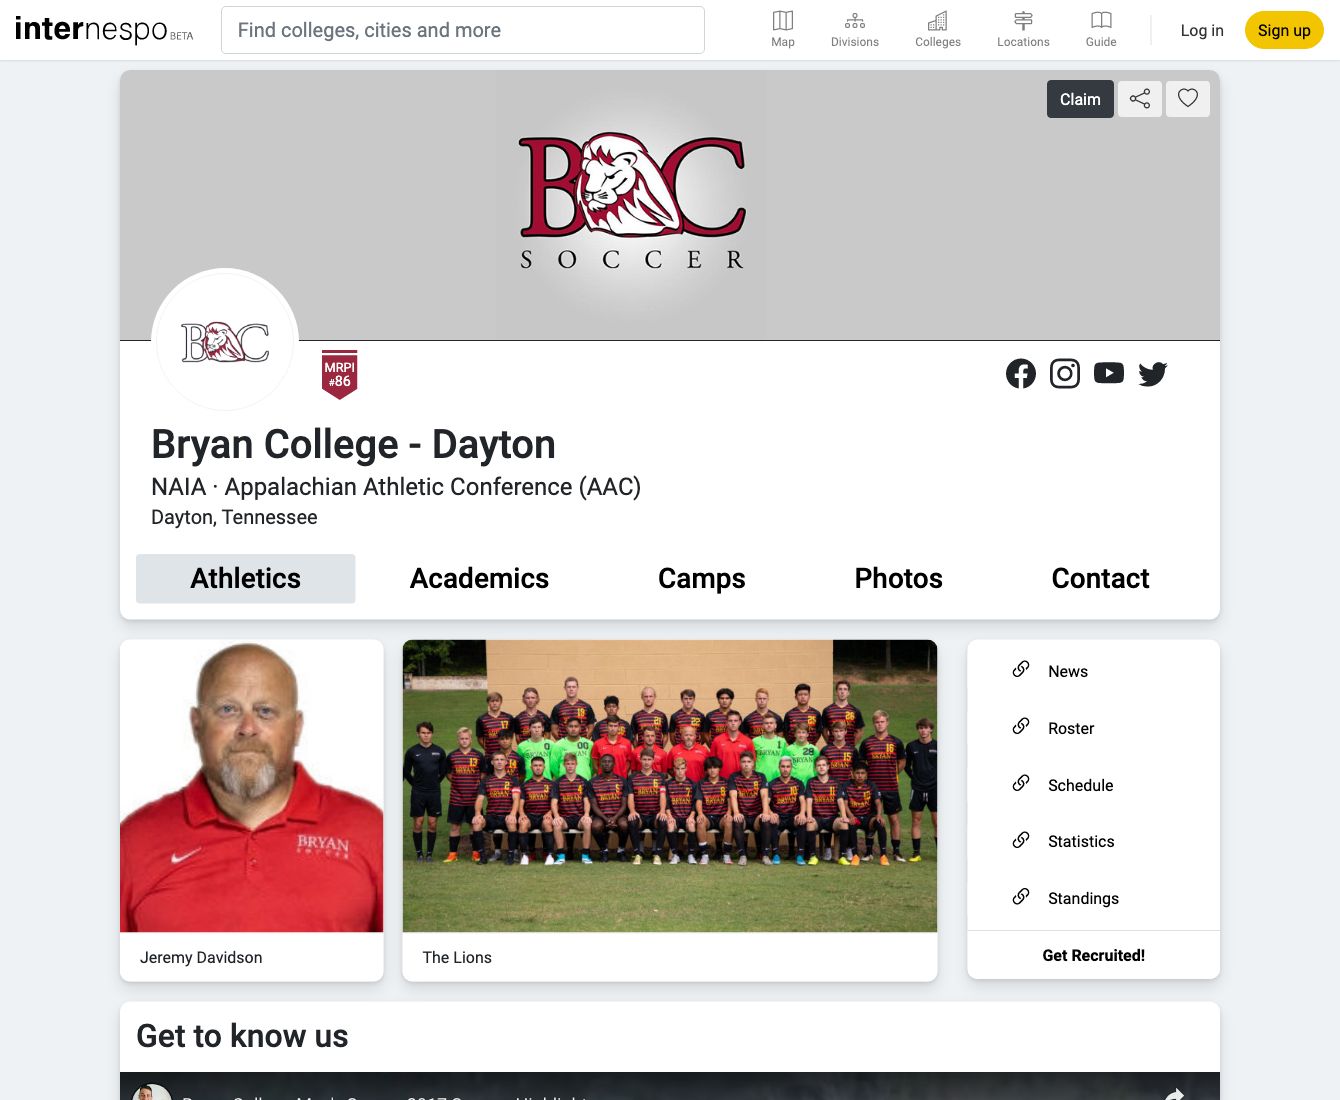 internespo BETA
Find colleges, cities and more
Map
Divisions
Colleges
Locations
Guide
Log in
Sign up
Claim
BC
SOCCER
BC
MRPI
#86
Bryan College - Dayton
NAIA · Appalachian Athletic Conference (AAC)
Dayton, Tennessee
Athletics
Academics
Camps
Photos
Contact
BRYAN
SOCCER
Jeremy Davidson
The Lions
News
Roster
Schedule
Statistics
Standings
Get Recruited!
Get to know us